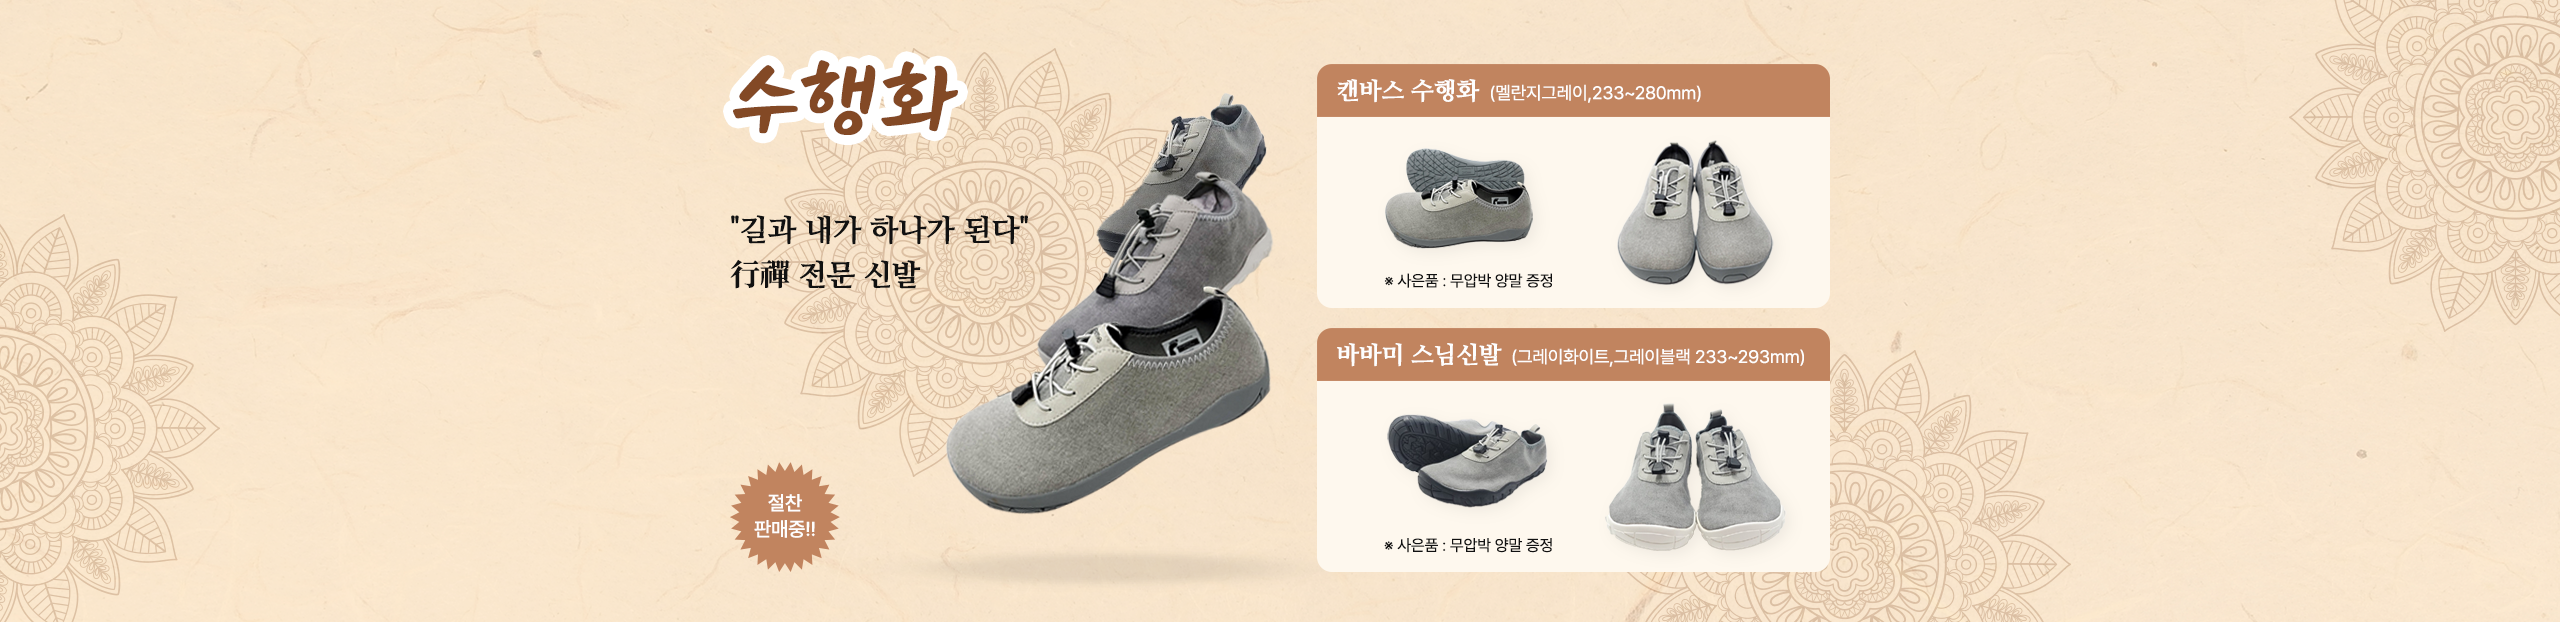 수행화
"길과 내가 하나가 된다"
行禪 전문 신발
절찬
판매중!!
캔바스 수행화 (멜란지그레이,233~280mm)
※ 사은품 : 무압박 양말 증정
바바미 스님신발 (그레이화이트,그레이블랙 233~293mm)
※ 사은품 : 무압박 양말 증정